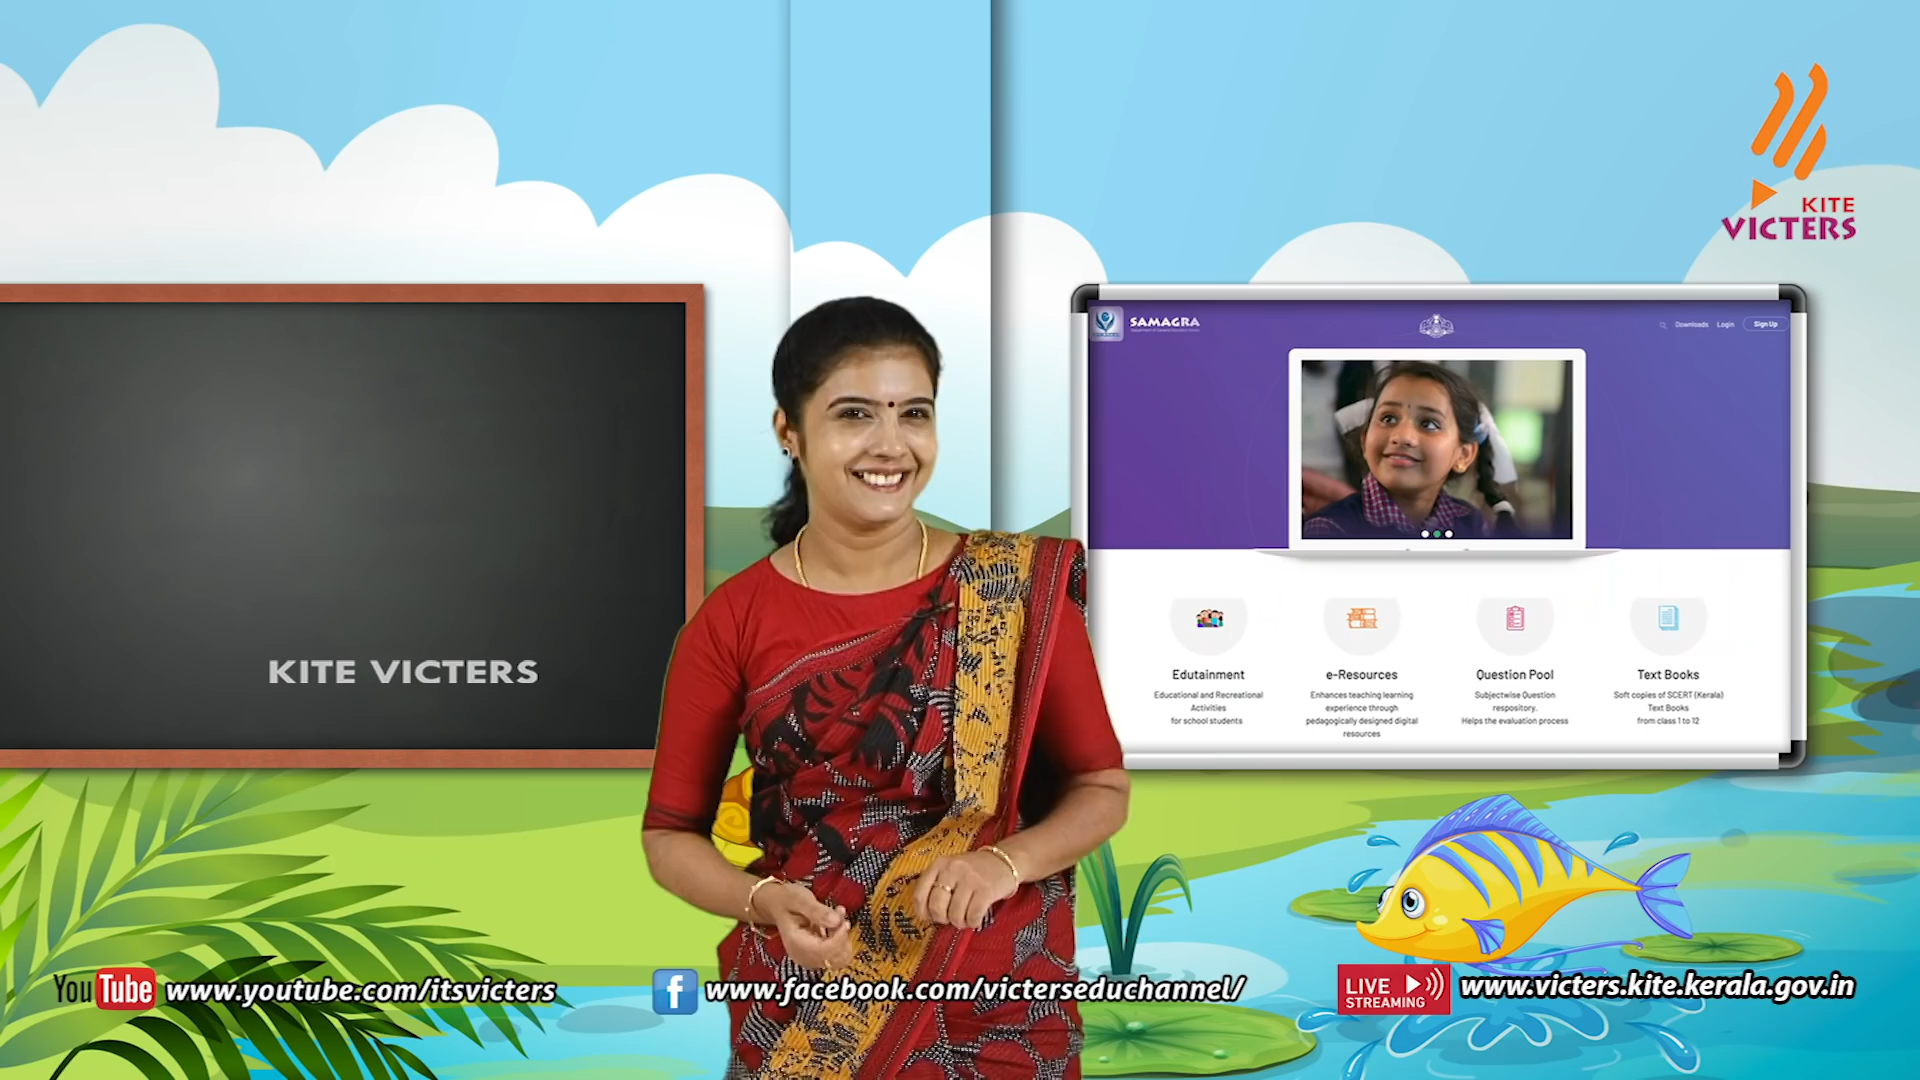 KITE
VICTERS
SAMAGRA
Downloads
Login
Sign Up
KITE VICTERS
Edutainment
Educational and Recreational
Activities
for school students
e-Resources
Enhances teaching learning
experience through
pedagogically designed digital
resources
Question Pool
Subjectwise Question
respository.
Helps the evaluation process
Text Books
Soft copies of SCERT (Kerala)
Text Books
from class 1 to 12
YouTube www.youtube.com/itsvicters
f www.facebook.com/victerseduchannel/
LIVE
STREAMING
www.victers.kite.kerala.gov.in